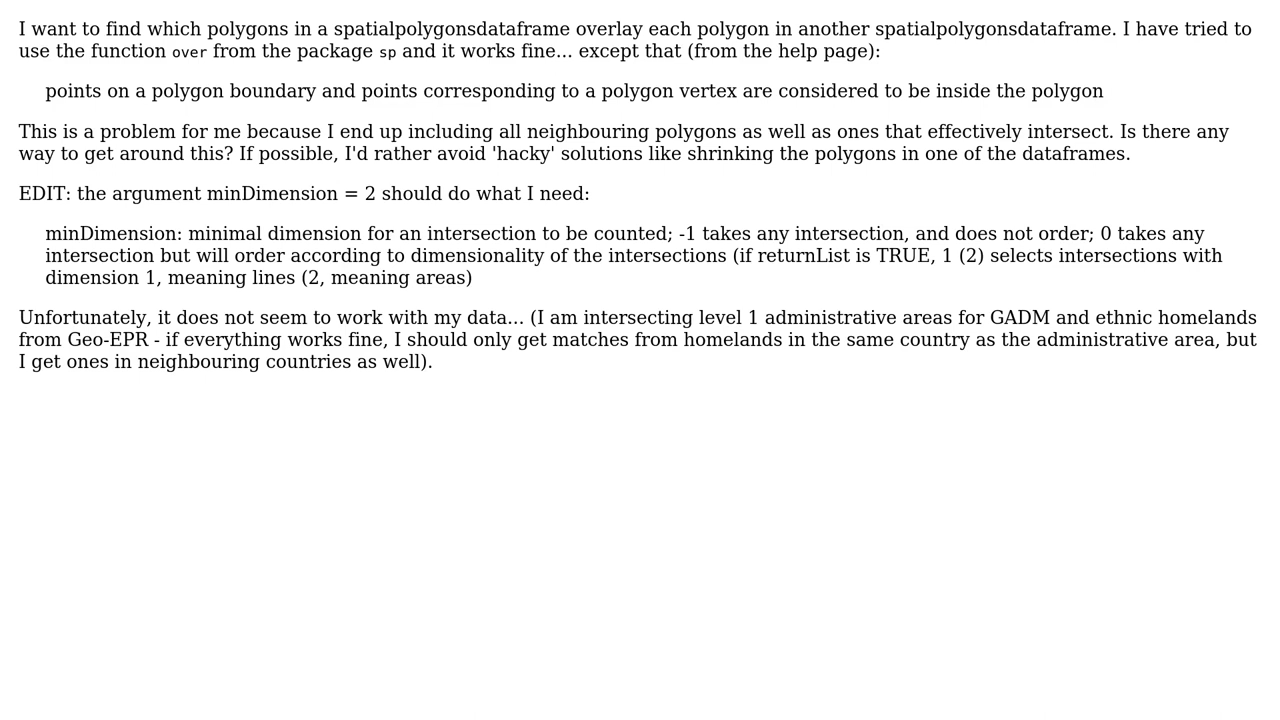 I want to find which polygons in a spatialpolygonsdataframe overlay each polygon in another spatialpolygonsdataframe. I have tried to
use the function over from the package sp and it works fine... except that (from the help page):
points on a polygon boundary and points corresponding to a polygon vertex are considered to be inside the polygon
This is a problem for me because I end up including all neighbouring polygons as well as ones that effectively intersect. Is there any
way to get around this? If possible, I'd rather avoid 'hacky' solutions like shrinking the polygons in one of the dataframes.
EDIT: the argument minDimension = 2 should do what I need:
minDimension: minimal dimension for an intersection to be counted; -1 takes any intersection, and does not order; 0 takes any
intersection but will order according to dimensionality of the intersections (if returnList is TRUE, 1 (2) selects intersections with
dimension 1, meaning lines (2, meaning areas)
Unfortunately, it does not seem to work with my data... (I am intersecting level 1 administrative areas for GADM and ethnic homelands
from Geo-EPR - if everything works fine, I should only get matches from homelands in the same country as the administrative area, but
I get ones in neighbouring countries as well).